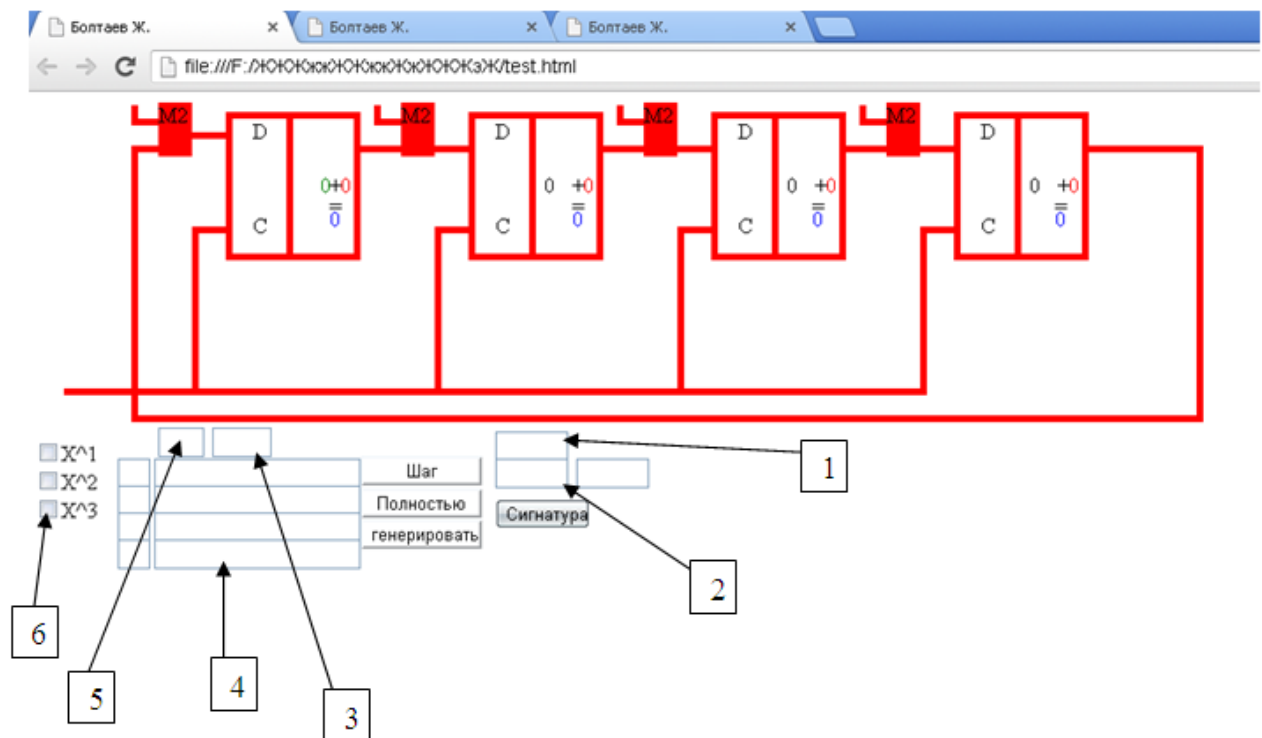 Болтаев Ж. Болтаев Ж. Болтаев Ж.
M2 M2 M2 M2
D D D D
0+0 0 +0 0 +0 0 +0
= = = =
0 0 0 0
C C C C
X^1
X^2
X^3
Шаг
Полностью
генерировать
Сигнатура
1
2
3
4
5
6